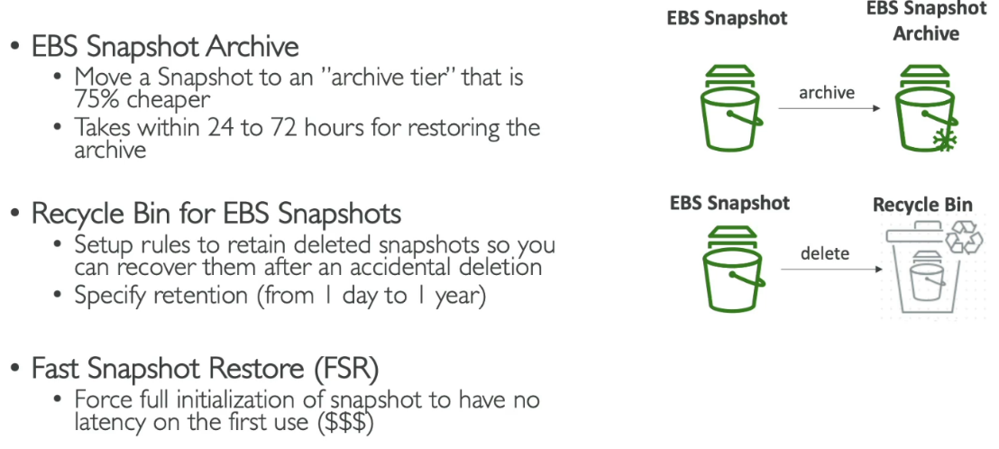 • EBS Snapshot Archive
• Move a Snapshot to an ”archive tier” that is
75% cheaper
• Takes within 24 to 72 hours for restoring the
archive
• Recycle Bin for EBS Snapshots
• Setup rules to retain deleted snapshots so you
can recover them after an accidental deletion
• Specify retention (from 1 day to 1 year)
• Fast Snapshot Restore (FSR)
• Force full initialization of snapshot to have no
latency on the first use ($$$)
EBS Snapshot
EBS Snapshot
Archive
archive
EBS Snapshot
Recycle Bin
delete